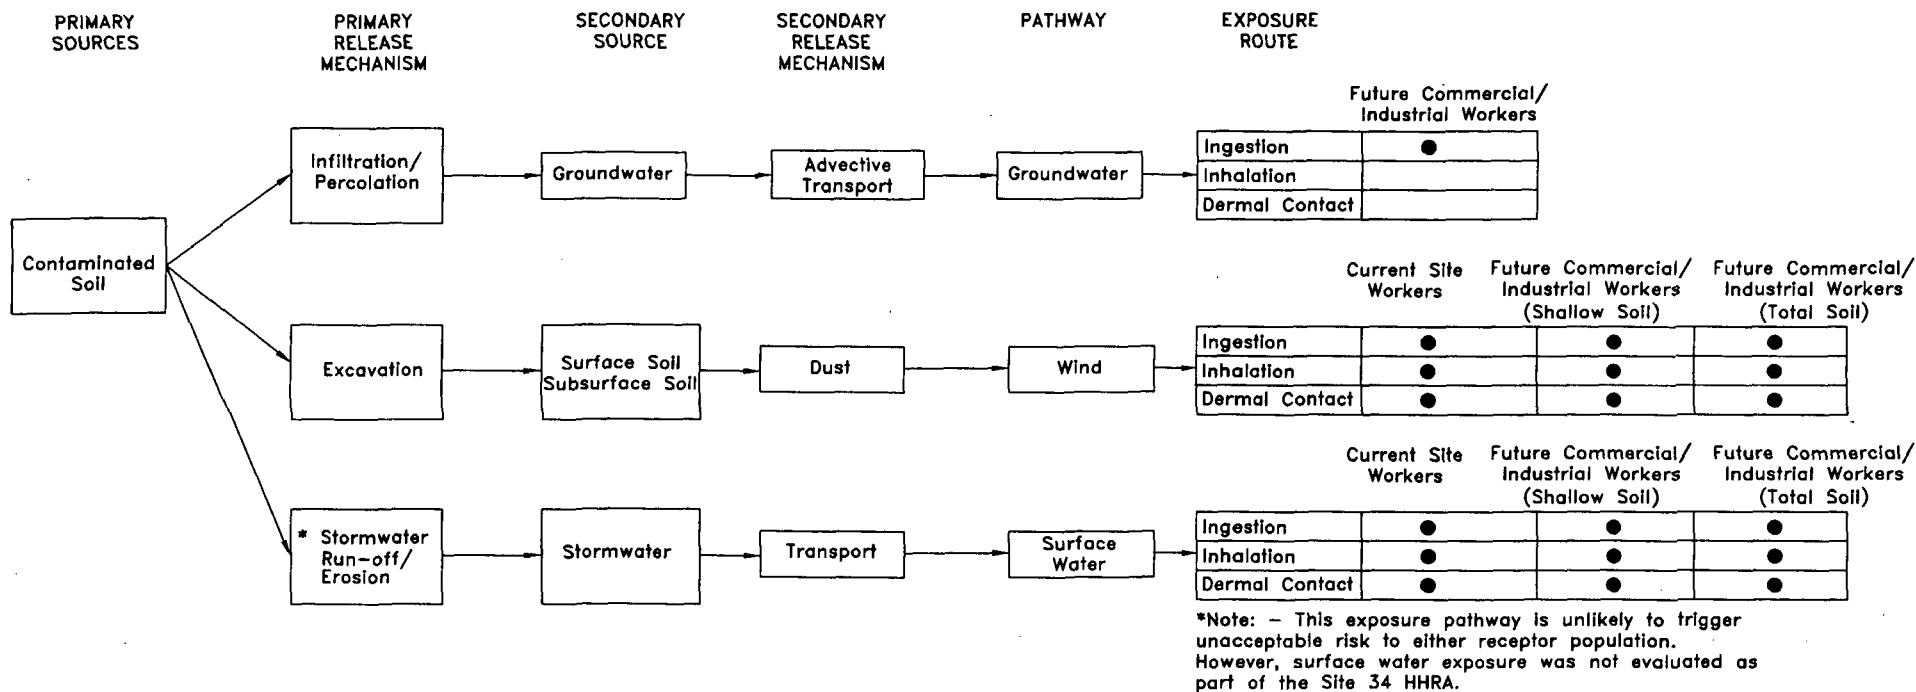 PRIMARY
SOURCES
PRIMARY
RELEASE
MECHANISM
SECONDARY
SOURCE
SECONDARY
RELEASE
MECHANISM
PATHWAY
EXPOSURE
ROUTE
Contaminated
Soil
Infiltration/
Percolation
Groundwater
Advective
Transport
Groundwater
Future Commercial/
Industrial Workers
Ingestion ●
Inhalation
Dermal Contact
Excavation
Surface Soil
Subsurface Soil
Dust
Wind
Current Site
Workers
Future Commercial/
Industrial Workers
(Shallow Soil)
Future Commercial/
Industrial Workers
(Total Soil)
Ingestion ● ● ●
Inhalation ● ● ●
Dermal Contact ● ● ●
* Stormwater
Run-off/
Erosion
Stormwater
Transport
Surface
Water
Current Site
Workers
Future Commercial/
Industrial Workers
(Shallow Soil)
Future Commercial/
Industrial Workers
(Total Soil)
Ingestion ● ● ●
Inhalation ● ● ●
Dermal Contact ● ● ●
*Note: – This exposure pathway is unlikely to trigger
unacceptable risk to either receptor population.
However, surface water exposure was not evaluated as
part of the Site 34 HHRA.